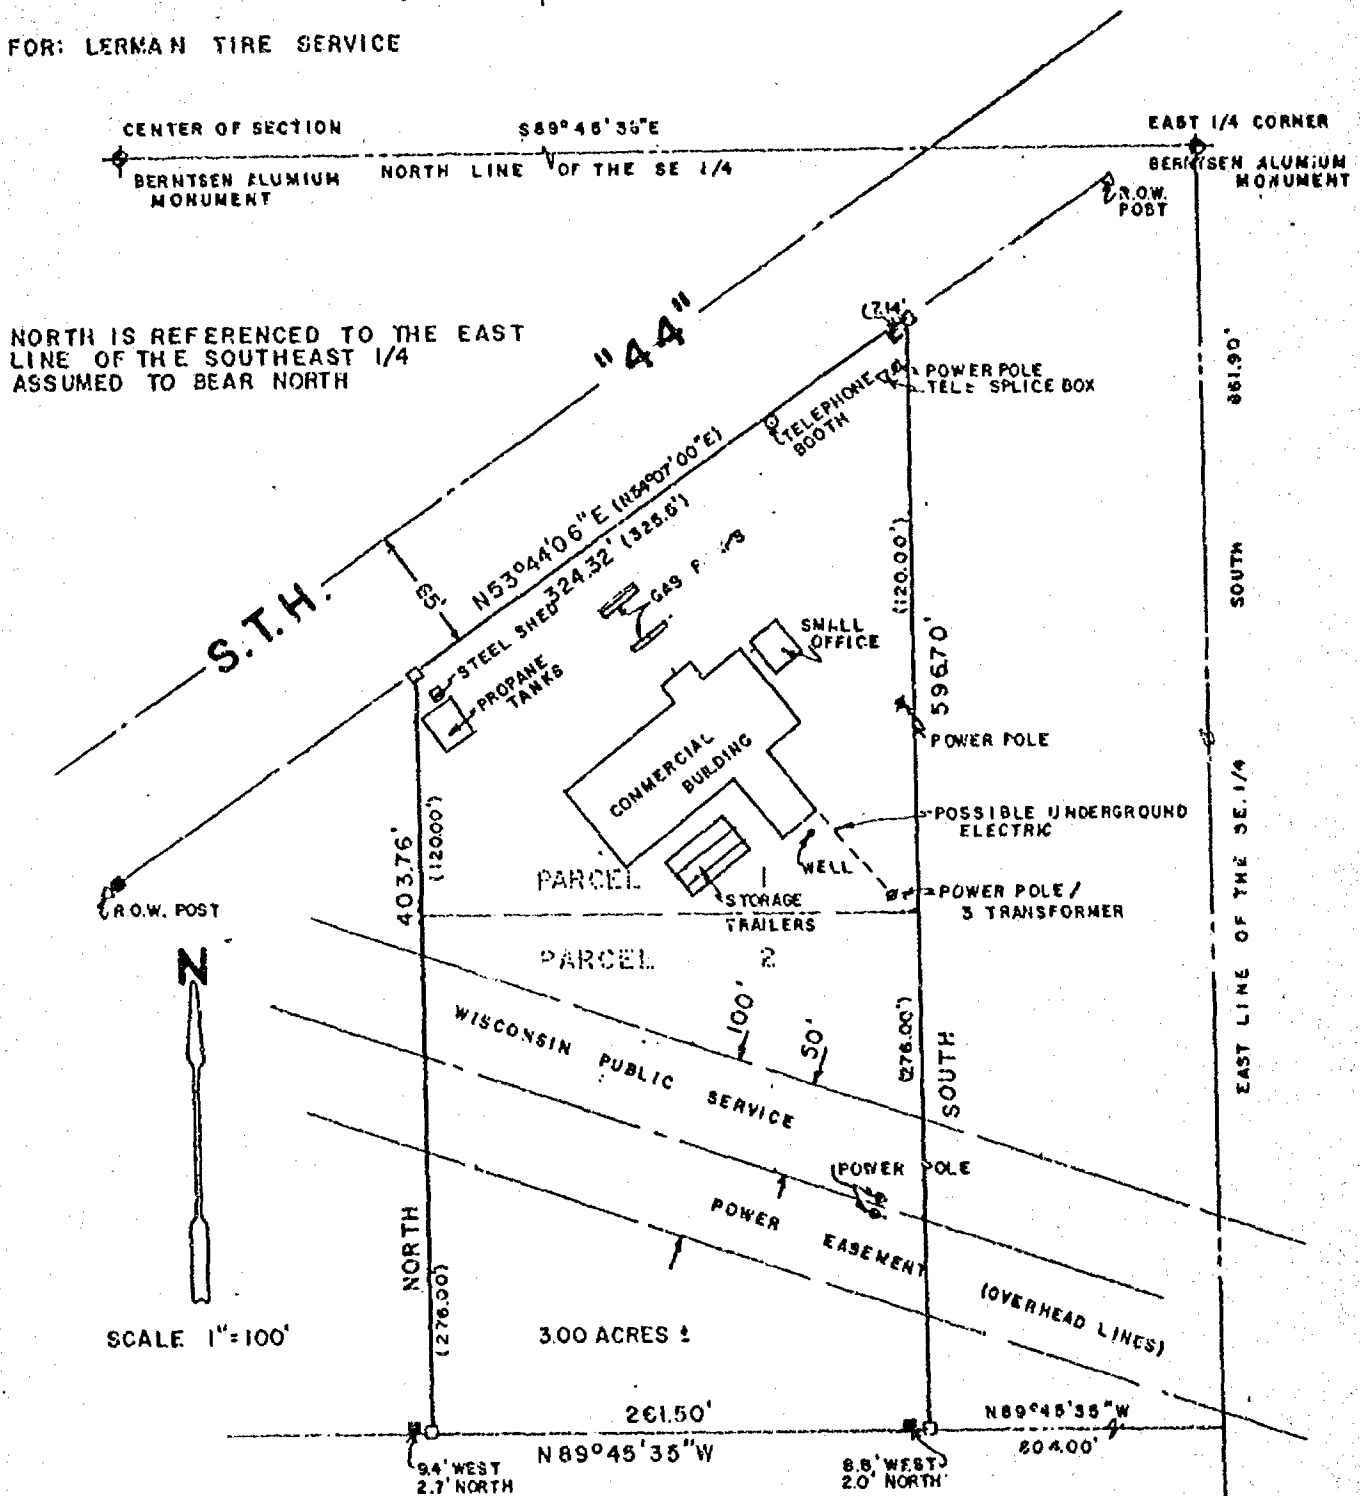 FOR: LERMAN TIRE SERVICE
CENTER OF SECTION
S89°45'35"E
EAST 1/4 CORNER
BERNTSEN ALUMIUM
MONUMENT
NORTH LINE OF THE SE 1/4
BERNTSEN ALUMIUM
MONUMENT
R.O.W.
POST
NORTH IS REFERENCED TO THE EAST
LINE OF THE SOUTHEAST 1/4
ASSUMED TO BEAR NORTH
S.T.H. "44"
(7.14'
POWER POLE
TELE SPLICE BOX
TELEPHONE
BOOTH
861.90'
SOUTH
EAST LINE OF THE SE. 1/4
N53°44'06"E (N54°07'00"E)
324.32' (325.6')
65'
STEEL SHED
PROPANE
TANKS
GAS
SMALL
OFFICE
(120.00')
596.70'
POWER POLE
COMMERCIAL
BUILDING
POSSIBLE UNDERGROUND
ELECTRIC
WELL
POWER POLE /
3 TRANSFORMER
STORAGE
TRAILERS
403.76'
(120.00')
PARCEL 1
PARCEL 2
R.O.W. POST
N
WISCONSIN PUBLIC SERVICE
100'
50'
(276.00')
SOUTH
POWER POLE
POWER EASEMENT (OVERHEAD LINES)
NORTH
(276.00')
SCALE 1"=100'
3.00 ACRES ±
261.50'
N89°45'35"W
N89°45'35"W
804.00'
9.4' WEST
2.7' NORTH
8.8' WEST
2.0' NORTH